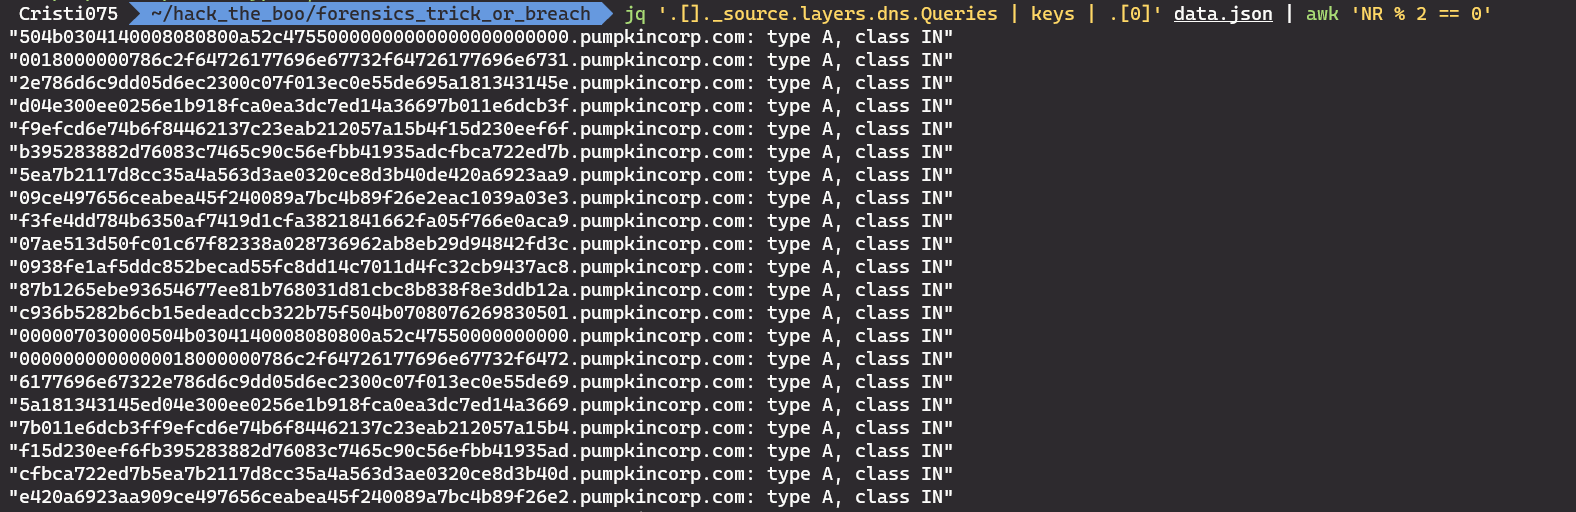 Cristi075 ~/hack_the_boo/forensics_trick_or_breach jq '.[]._source.layers.dns.Queries | keys | .[0]' data.json | awk 'NR % 2 == 0'
"504b0304140008080800a52c47550000000000000000000000.pumpkincorp.com: type A, class IN"
"0018000000786c2f64726177696e67732f64726177696e6731.pumpkincorp.com: type A, class IN"
"2e786d6c9dd05d6ec2300c07f013ec0e55de695a181343145e.pumpkincorp.com: type A, class IN"
"d04e300ee0256e1b918fca0ea3dc7ed14a36697b011e6dcb3f.pumpkincorp.com: type A, class IN"
"f9efcd6e74b6f84462137c23eab212057a15b4f15d230eef6f.pumpkincorp.com: type A, class IN"
"b395283882d76083c7465c90c56efbb41935adcfbca722ed7b.pumpkincorp.com: type A, class IN"
"5ea7b2117d8cc35a4a563d3ae0320ce8d3b40de420a6923aa9.pumpkincorp.com: type A, class IN"
"09ce497656ceabea45f240089a7bc4b89f26e2eac1039a03e3.pumpkincorp.com: type A, class IN"
"f3fe4dd784b6350af7419d1cfa3821841662fa05f766e0aca9.pumpkincorp.com: type A, class IN"
"07ae513d50fc01c67f82338a028736962ab8eb29d94842fd3c.pumpkincorp.com: type A, class IN"
"0938fe1af5ddc852becad55fc8dd14c7011d4fc32cb9437ac8.pumpkincorp.com: type A, class IN"
"87b1265ebe93654677ee81b768031d81cbc8b838f8e3ddb12a.pumpkincorp.com: type A, class IN"
"c936b5282b6cb15edeadccb322b75f504b0708076269830501.pumpkincorp.com: type A, class IN"
"000007030000504b0304140008080800a52c47550000000000.pumpkincorp.com: type A, class IN"
"0000000000000018000000786c2f64726177696e67732f6472.pumpkincorp.com: type A, class IN"
"6177696e67322e786d6c9dd05d6ec2300c07f013ec0e55de69.pumpkincorp.com: type A, class IN"
"5a181343145ed04e300ee0256e1b918fca0ea3dc7ed14a3669.pumpkincorp.com: type A, class IN"
"7b011e6dcb3ff9efcd6e74b6f84462137c23eab212057a15b4.pumpkincorp.com: type A, class IN"
"f15d230eef6fb395283882d76083c7465c90c56efbb41935ad.pumpkincorp.com: type A, class IN"
"cfbca722ed7b5ea7b2117d8cc35a4a563d3ae0320ce8d3b40d.pumpkincorp.com: type A, class IN"
"e420a6923aa909ce497656ceabea45f240089a7bc4b89f26e2.pumpkincorp.com: type A, class IN"